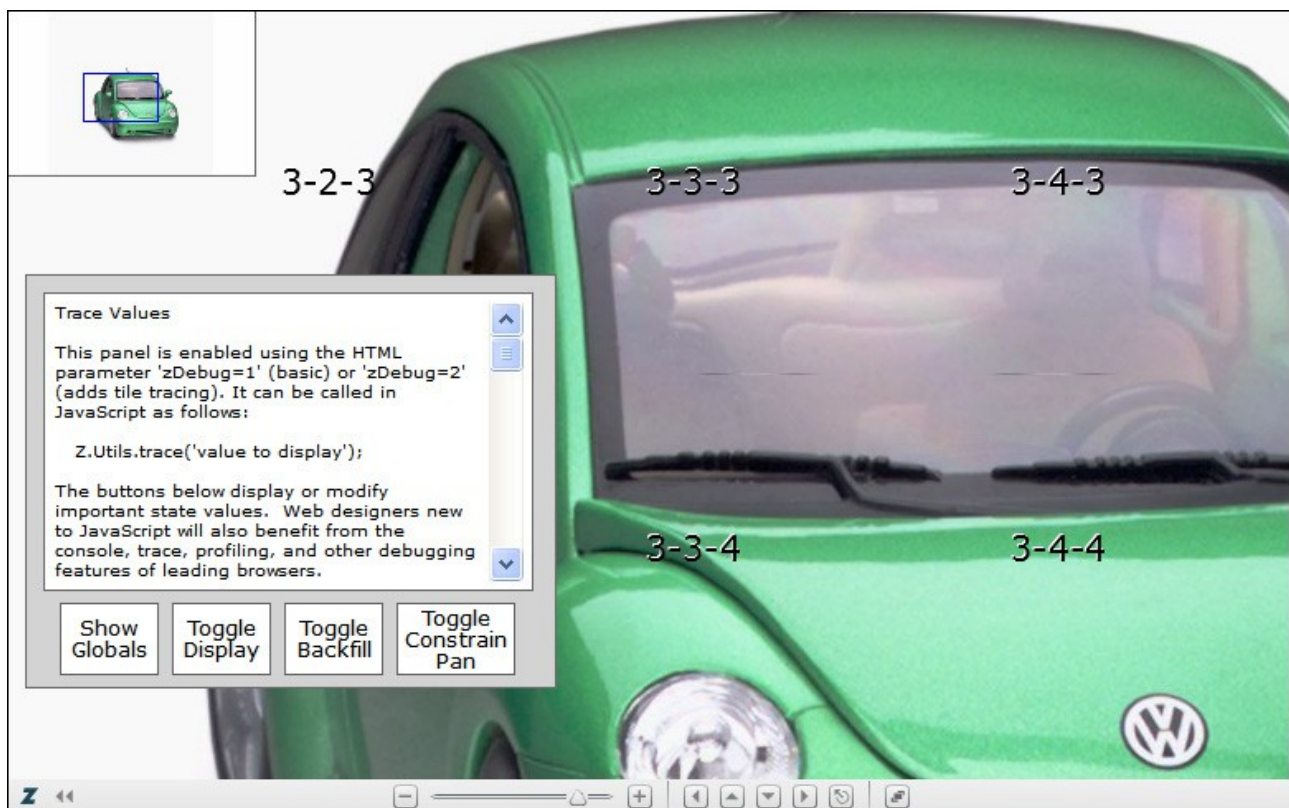 3-2-3
3-3-3
3-4-3
Trace Values
This panel is enabled using the HTML
parameter 'zDebug=1' (basic) or 'zDebug=2'
(adds tile tracing). It can be called in
JavaScript as follows:
Z.Utils.trace('value to display');
The buttons below display or modify
important state values.  Web designers new
to JavaScript will also benefit from the
console, trace, profiling, and other debugging
features of leading browsers.
3-3-4
3-4-4
Show
Globals
Toggle
Display
Toggle
Backfill
Toggle
Constrain
Pan
VW
Z